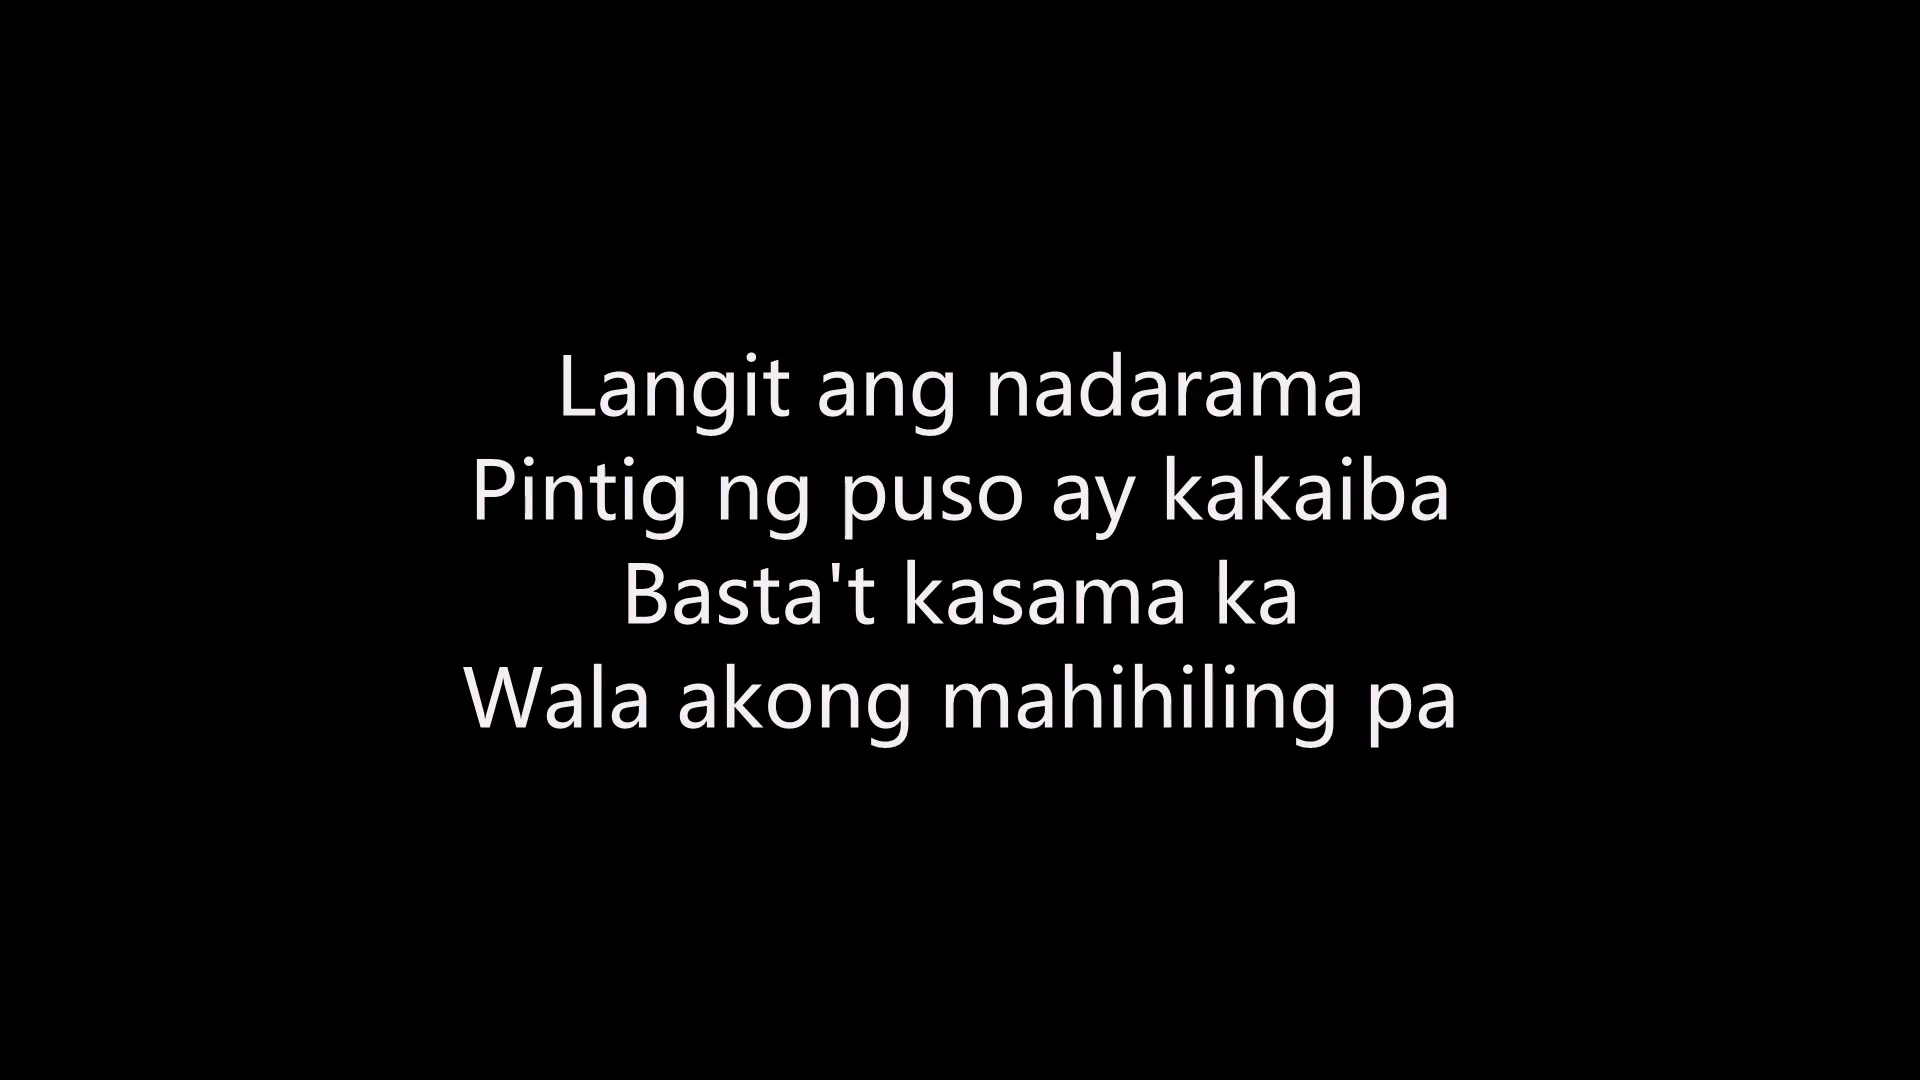 Langit ang nadarama
Pintig ng puso ay kakaiba
Basta't kasama ka
Wala akong mahihiling pa